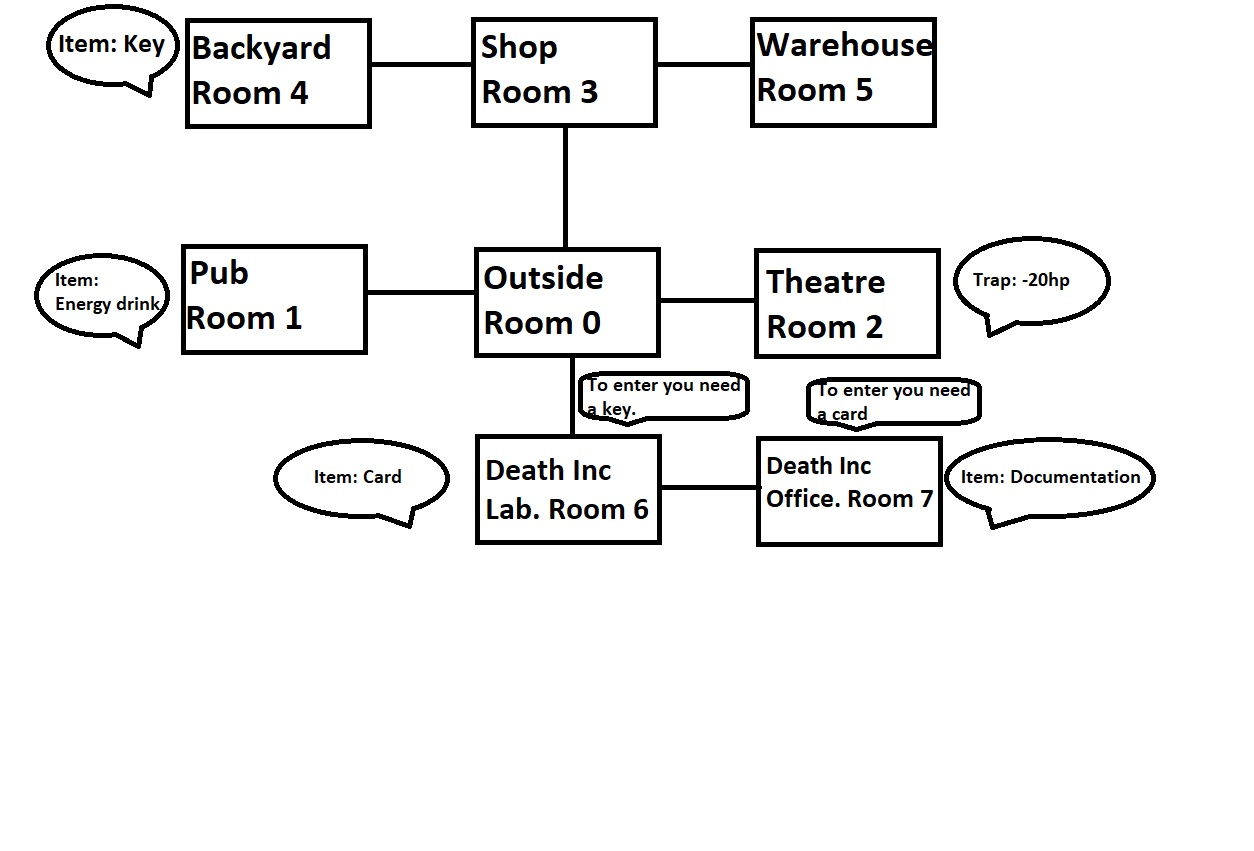 Item: Key
Backyard
Room 4
Shop
Room 3
Warehouse
Room 5
Item:
Energy drink
Pub
Room 1
Outside
Room 0
Theatre
Room 2
Trap: -20hp
To enter you need
a key.
To enter you need
a card
Item: Card
Death Inc
Lab. Room 6
Death Inc
Office. Room 7
Item: Documentation